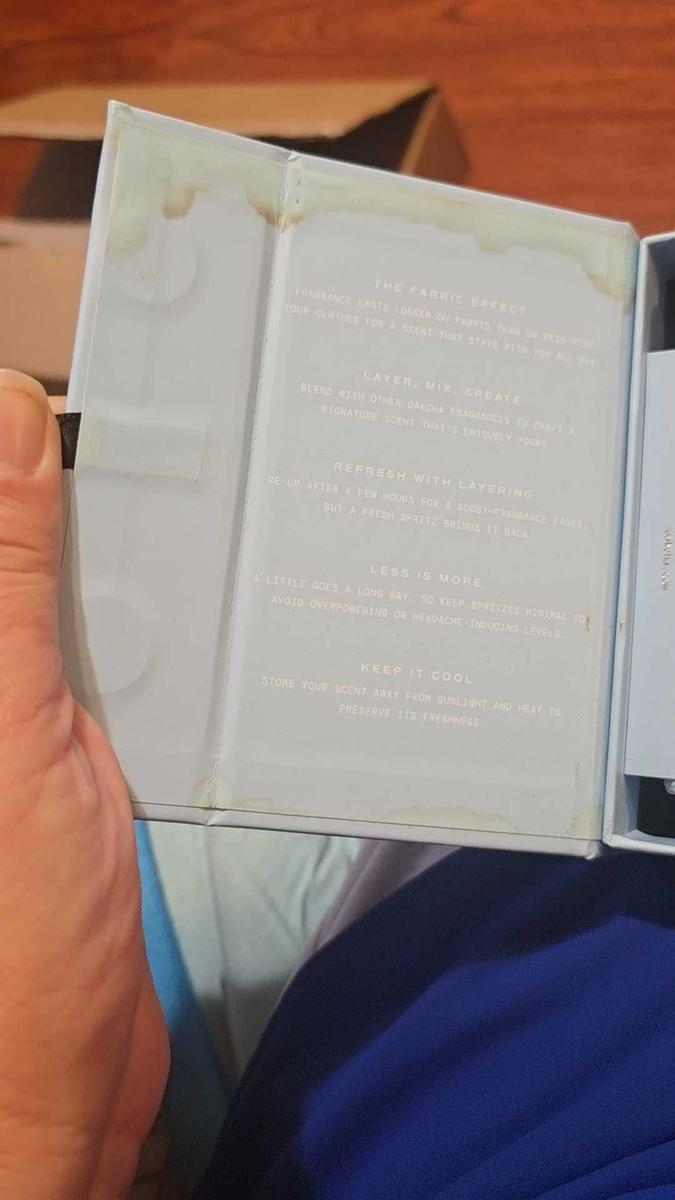 THE FABRIC EFFECT
FRAGRANCE LASTS LONGER ON FABRIC THAN ON SKIN-MIST
YOUR CLOTHES FOR A SCENT THAT STAYS WITH YOU ALL DAY.
LAYER, MIX, CREATE
BLEND WITH OTHER OAKCHA FRAGRANCES TO CRAFT A
SIGNATURE SCENT THAT'S UNIQUELY YOURS
REFRESH WITH LAYERING
RE-UP AFTER A FEW HOURS FOR A BOOST-FRAGRANCE FADES,
BUT A FRESH SPRITZ BRINGS IT BACK.
LESS IS MORE
A LITTLE GOES A LONG WAY, SO KEEP SPRITZES MINIMAL TO
AVOID OVERPOWERING OR HEADACHE-INDUCING LEVELS.
KEEP IT COOL
STORE YOUR SCENT AWAY FROM SUNLIGHT AND HEAT TO
PRESERVE ITS FRESHNESS